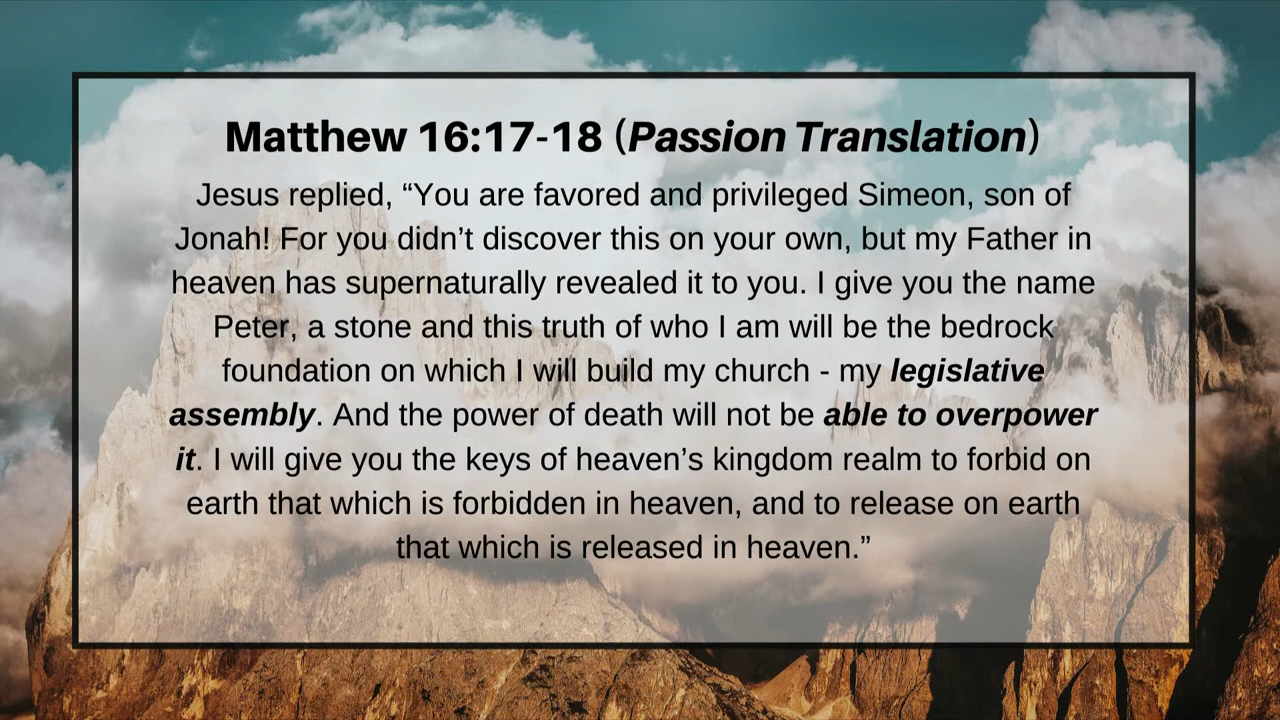 Matthew 16:17-18 (Passion Translation)
Jesus replied, “You are favored and privileged Simeon, son of
Jonah! For you didn’t discover this on your own, but my Father in
heaven has supernaturally revealed it to you. I give you the name
Peter, a stone and this truth of who I am will be the bedrock
foundation on which I will build my church - my legislative
assembly. And the power of death will not be able to overpower
it. I will give you the keys of heaven’s kingdom realm to forbid on
earth that which is forbidden in heaven, and to release on earth
that which is released in heaven.”